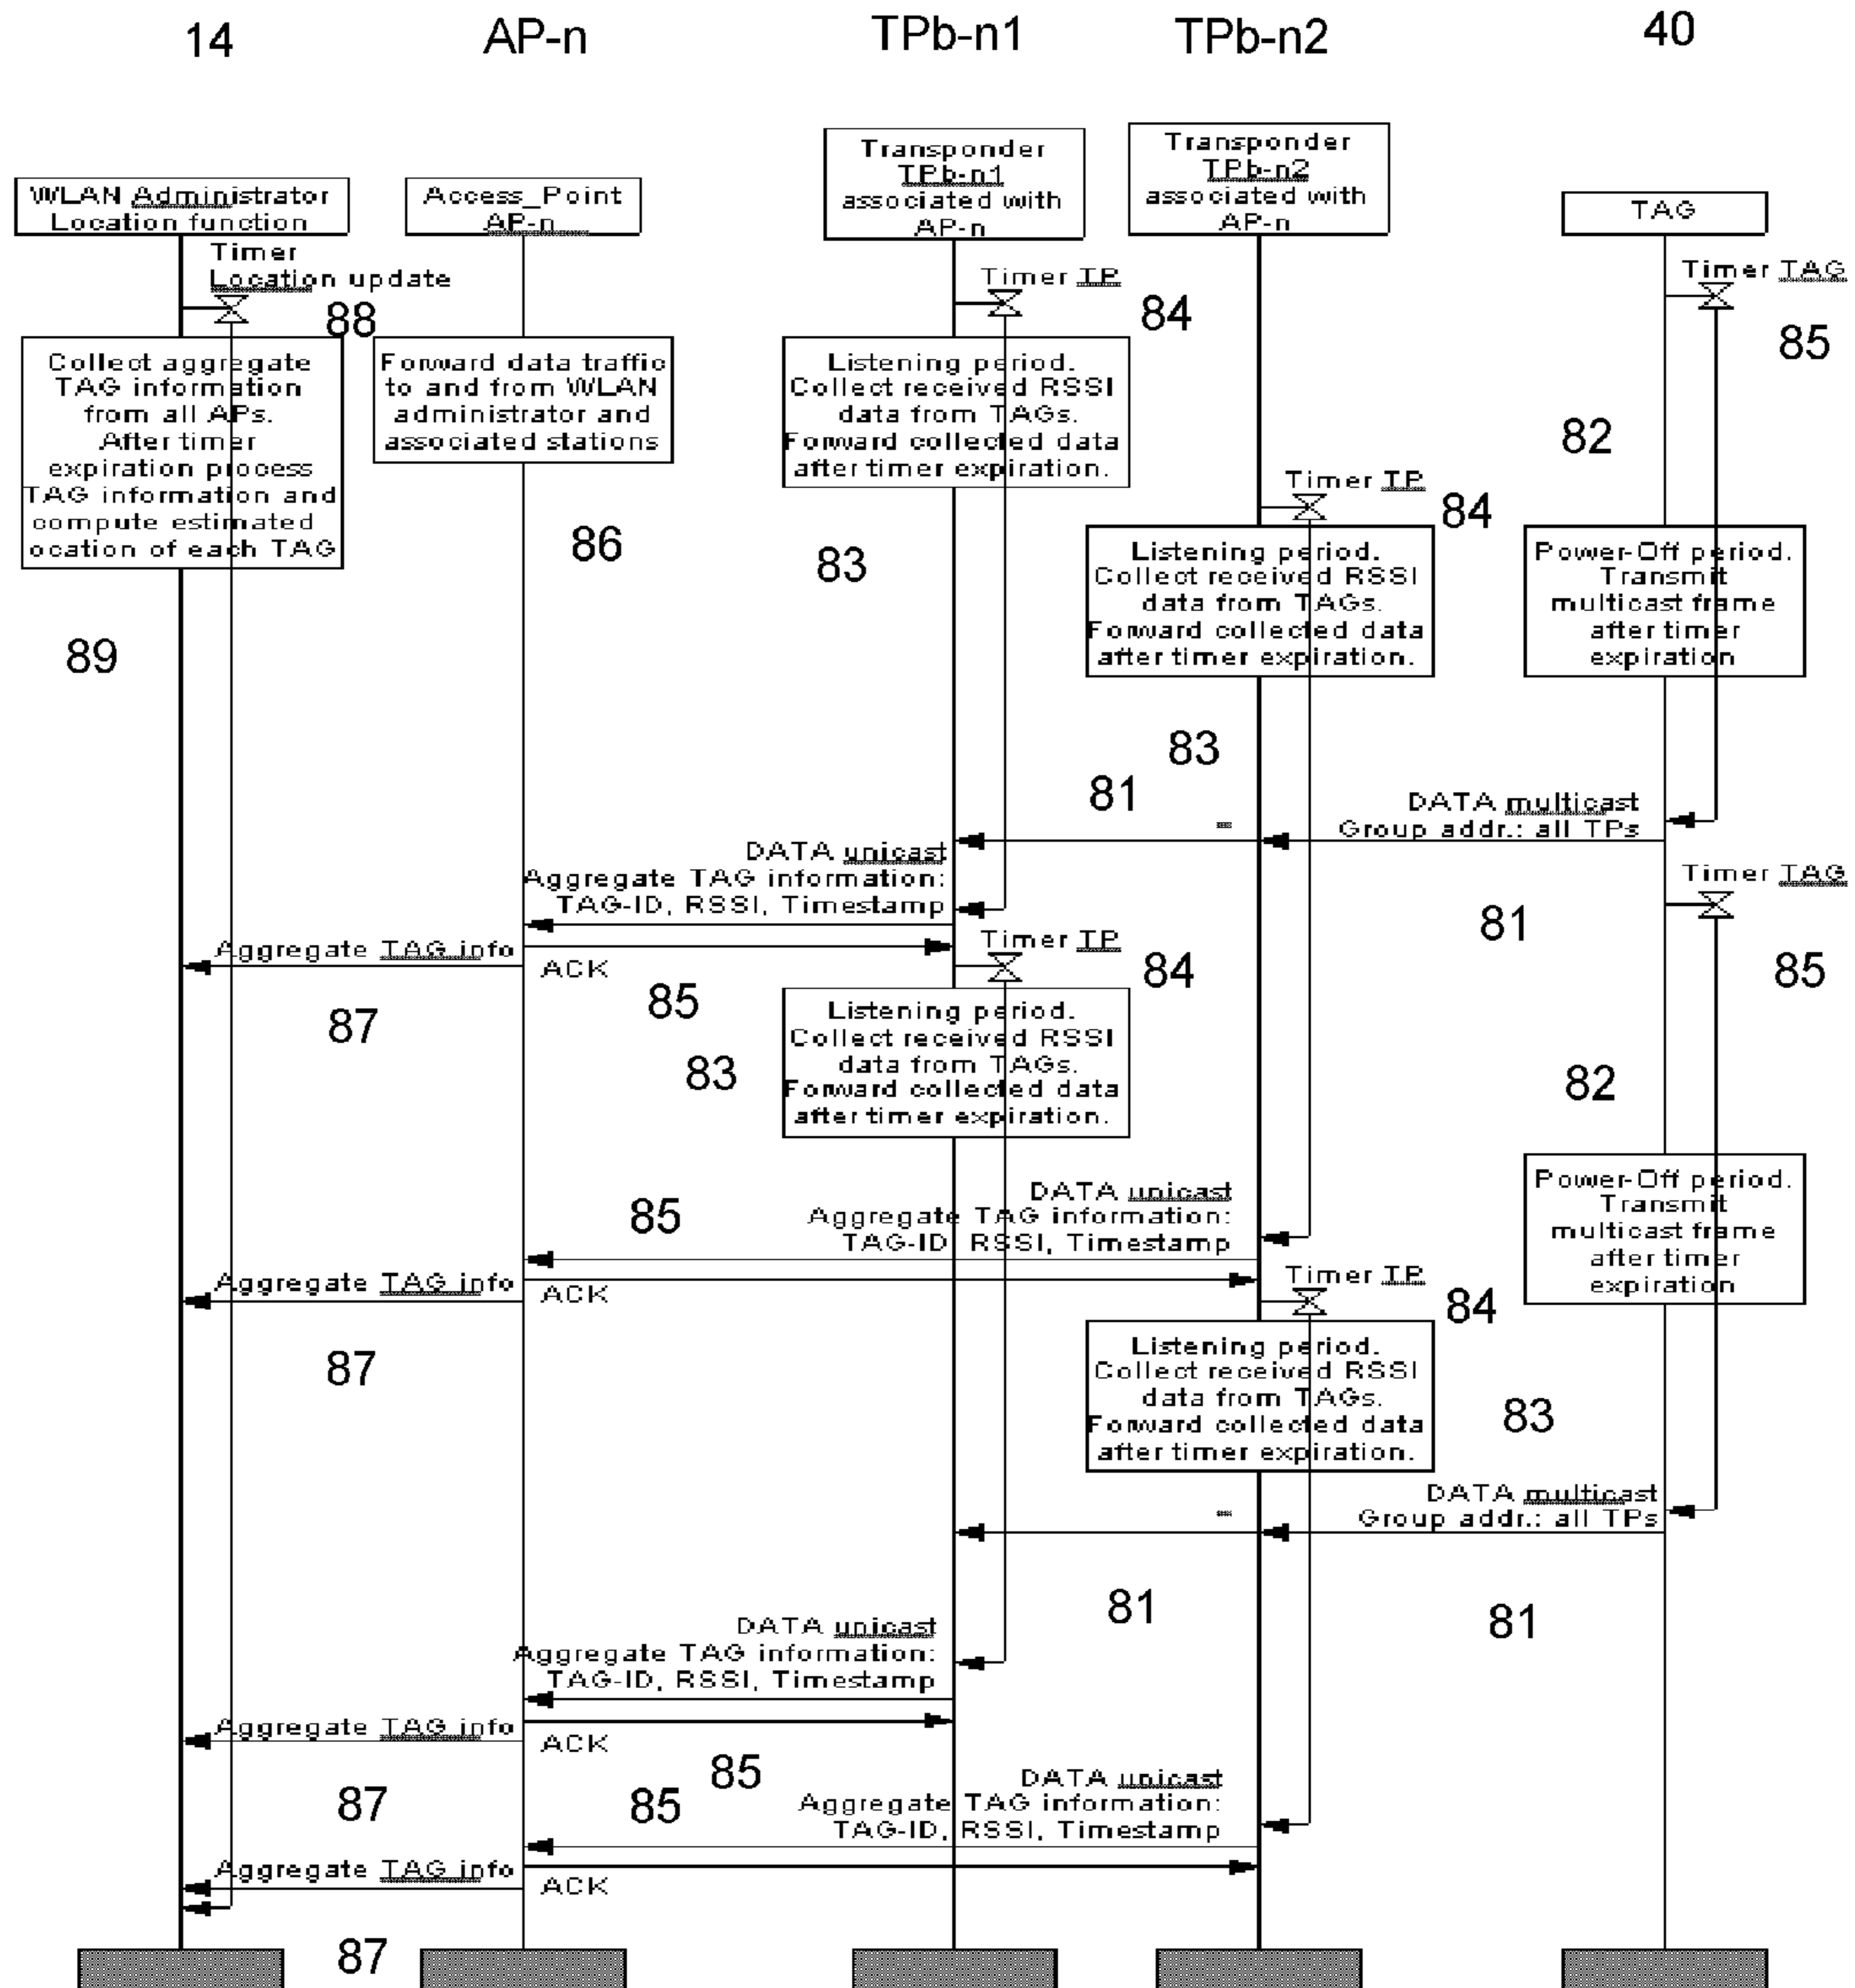 14 AP-n TPb-n1 TPb-n2 40
WLAN Administrator
Location function
Access_Point
AP-n
Transponder
TPb-n1
associated with
AP-n
Transponder
TPb-n2
associated with
AP-n
TAG
Timer
Location update
88
Timer TP
84
Timer TAG
85
Collect aggregate
TAG information
from all APs.
After timer
expiration process
TAG information and
compute estimated
ocation of each TAG
89
Forward data traffic
to and from WLAN
administrator and
associated stations
86
Listening period.
Collect received RSSI
data from TAGs.
Forward collected data
after timer expiration.
83
82
Timer TP
84
Listening period.
Collect received RSSI
data from TAGs.
Forward collected data
after timer expiration.
83
Power-Off period.
Transmit
multicast frame
after timer
expiration
81
DATA multicast
Group addr.: all TPs
DATA unicast
Aggregate TAG information:
TAG-ID, RSSI, Timestamp
Timer TAG
81
85
Aggregate TAG info
ACK
Timer TP
84
87
85
Listening period.
Collect received RSSI
data from TAGs.
Forward collected data
after timer expiration.
83
82
Power-Off period.
Transmit
multicast frame
after timer
expiration
85
DATA unicast
Aggregate TAG information:
TAG-ID, RSSI, Timestamp
Aggregate TAG info
ACK
Timer TP
84
87
Listening period.
Collect received RSSI
data from TAGs.
Forward collected data
after timer expiration.
83
DATA multicast
Group addr.: all TPs
81
81
DATA unicast
Aggregate TAG information:
TAG-ID, RSSI, Timestamp
Aggregate TAG info
ACK
85
87
85
DATA unicast
Aggregate TAG information:
TAG-ID, RSSI, Timestamp
Aggregate TAG info
ACK
87